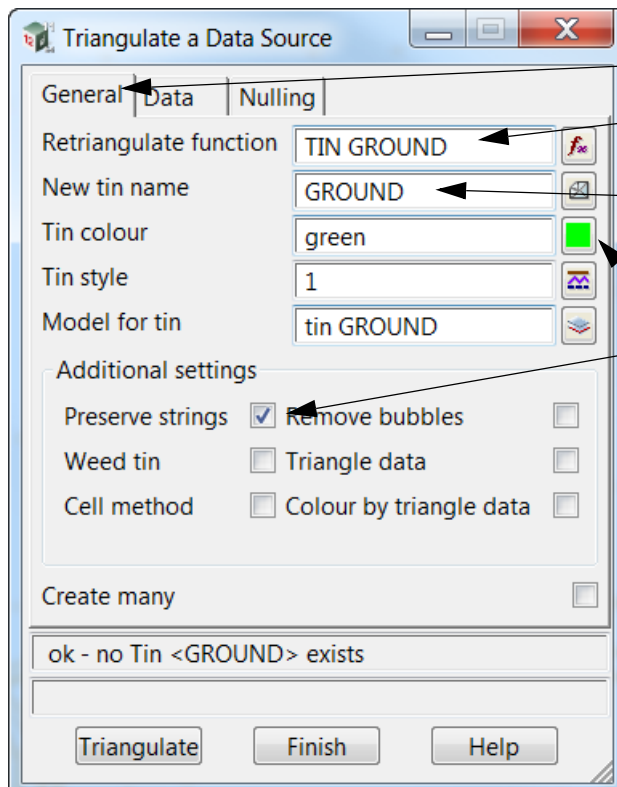 Triangulate a Data Source
General Data Nulling
Retriangulate function TIN GROUND
New tin name GROUND
Tin colour green
Tin style 1
Model for tin tin GROUND
Additional settings
Preserve strings Remove bubbles
Weed tin Triangle data
Cell method Colour by triangle data
Create many
ok - no Tin <GROUND> exists
Triangulate Finish Help